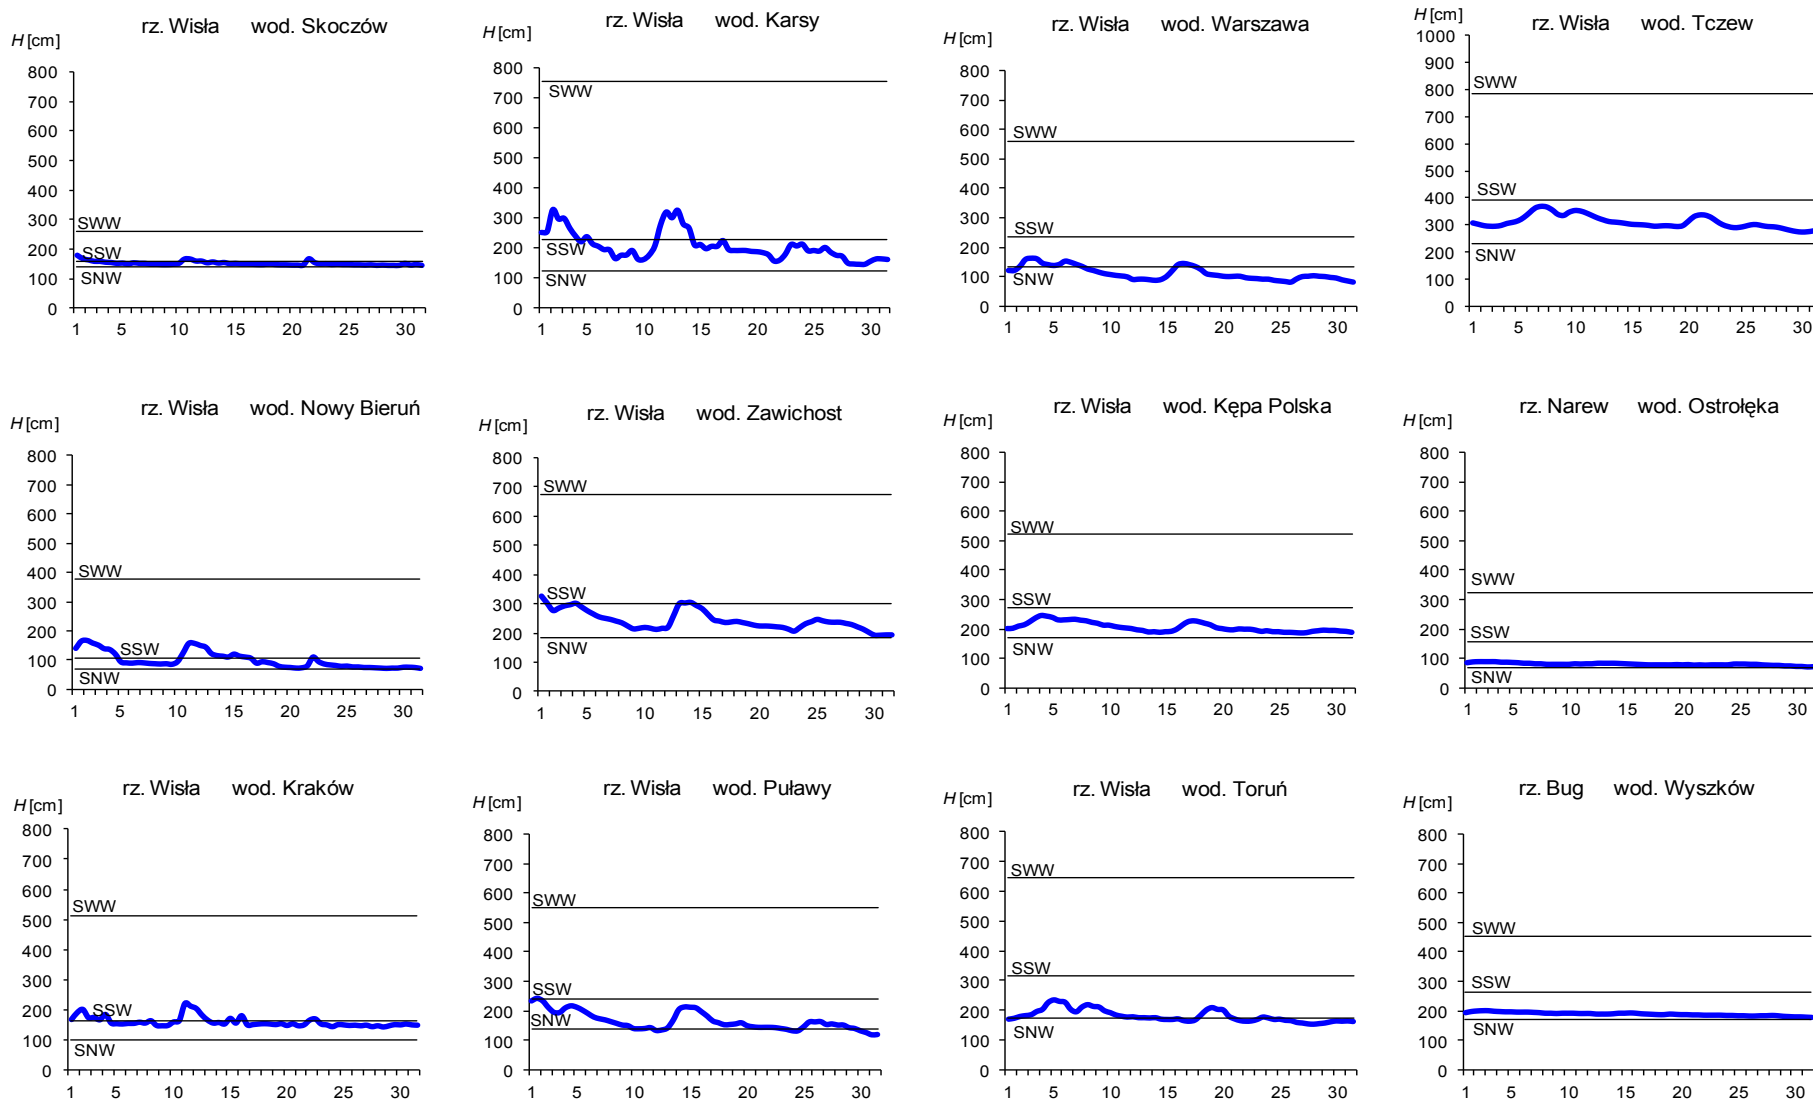 rz. Wisła wod. Skoczów
H [cm]
800
700
600
500
400
300
200
100
0
SWW
SSW
SNW
1 5 10 15 20 25 30
rz. Wisła wod. Karsy
H [cm]
800
700
600
500
400
300
200
100
0
SWW
SSW
SNW
1 5 10 15 20 25 30
rz. Wisła wod. Warszawa
H [cm]
800
700
600
500
400
300
200
100
0
SWW
SSW
SNW
1 5 10 15 20 25 30
rz. Wisła wod. Tczew
H [cm]
1000
900
800
700
600
500
400
300
200
100
0
SWW
SSW
SNW
1 5 10 15 20 25 30
rz. Wisła wod. Nowy Bieruń
H [cm]
800
700
600
500
400
300
200
100
0
SWW
SSW
SNW
1 5 10 15 20 25 30
rz. Wisła wod. Zawichost
H [cm]
800
700
600
500
400
300
200
100
0
SWW
SSW
SNW
1 5 10 15 20 25 30
rz. Wisła wod. Kępa Polska
H [cm]
800
700
600
500
400
300
200
100
0
SWW
SSW
SNW
1 5 10 15 20 25 30
rz. Narew wod. Ostrołęka
H [cm]
800
700
600
500
400
300
200
100
0
SWW
SSW
SNW
1 5 10 15 20 25 30
rz. Wisła wod. Kraków
H [cm]
800
700
600
500
400
300
200
100
0
SWW
SSW
SNW
1 5 10 15 20 25 30
rz. Wisła wod. Puławy
H [cm]
800
700
600
500
400
300
200
100
0
SWW
SSW
SNW
1 5 10 15 20 25 30
rz. Wisła wod. Toruń
H [cm]
800
700
600
500
400
300
200
100
0
SWW
SSW
SNW
1 5 10 15 20 25 30
rz. Bug wod. Wyszków
H [cm]
800
700
600
500
400
300
200
100
0
SWW
SSW
SNW
1 5 10 15 20 25 30